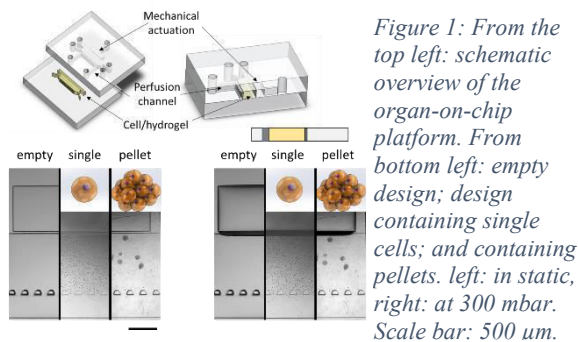 Mechanical
actuation
Perfusion
channel
Cell/hydrogel
empty single pellet
empty single pellet
Figure 1: From the
top left: schematic
overview of the
organ-on-chip
platform. From
bottom left: empty
design; design
containing single
cells; and containing
pellets. left: in static,
right: at 300 mbar.
Scale bar: 500 μm.